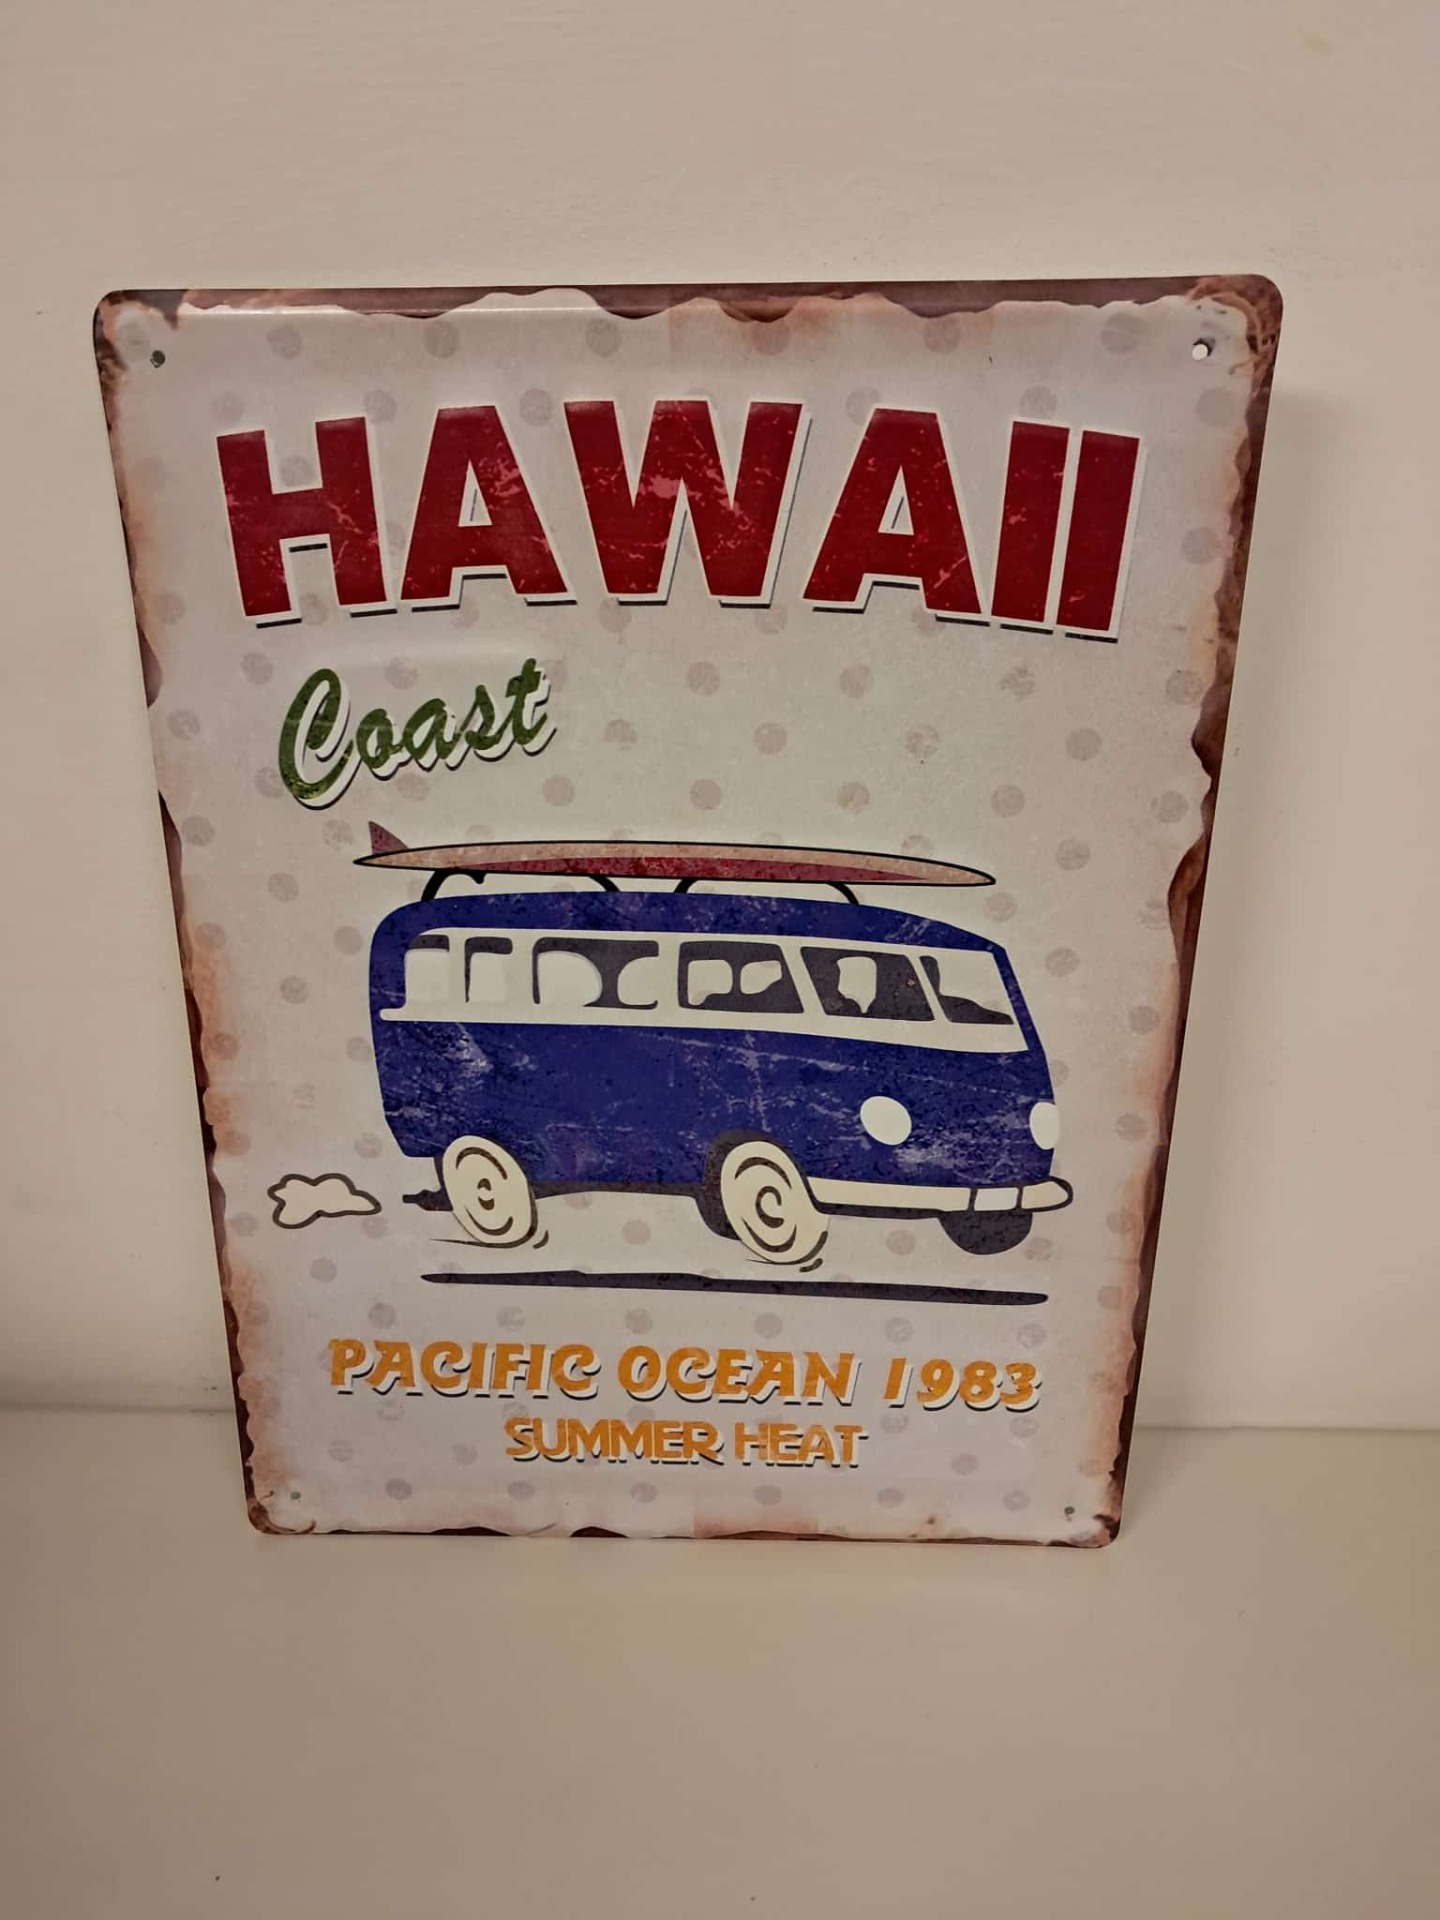 HAWAII
Coast
PACIFIC OCEAN 1983
SUMMER HEAT